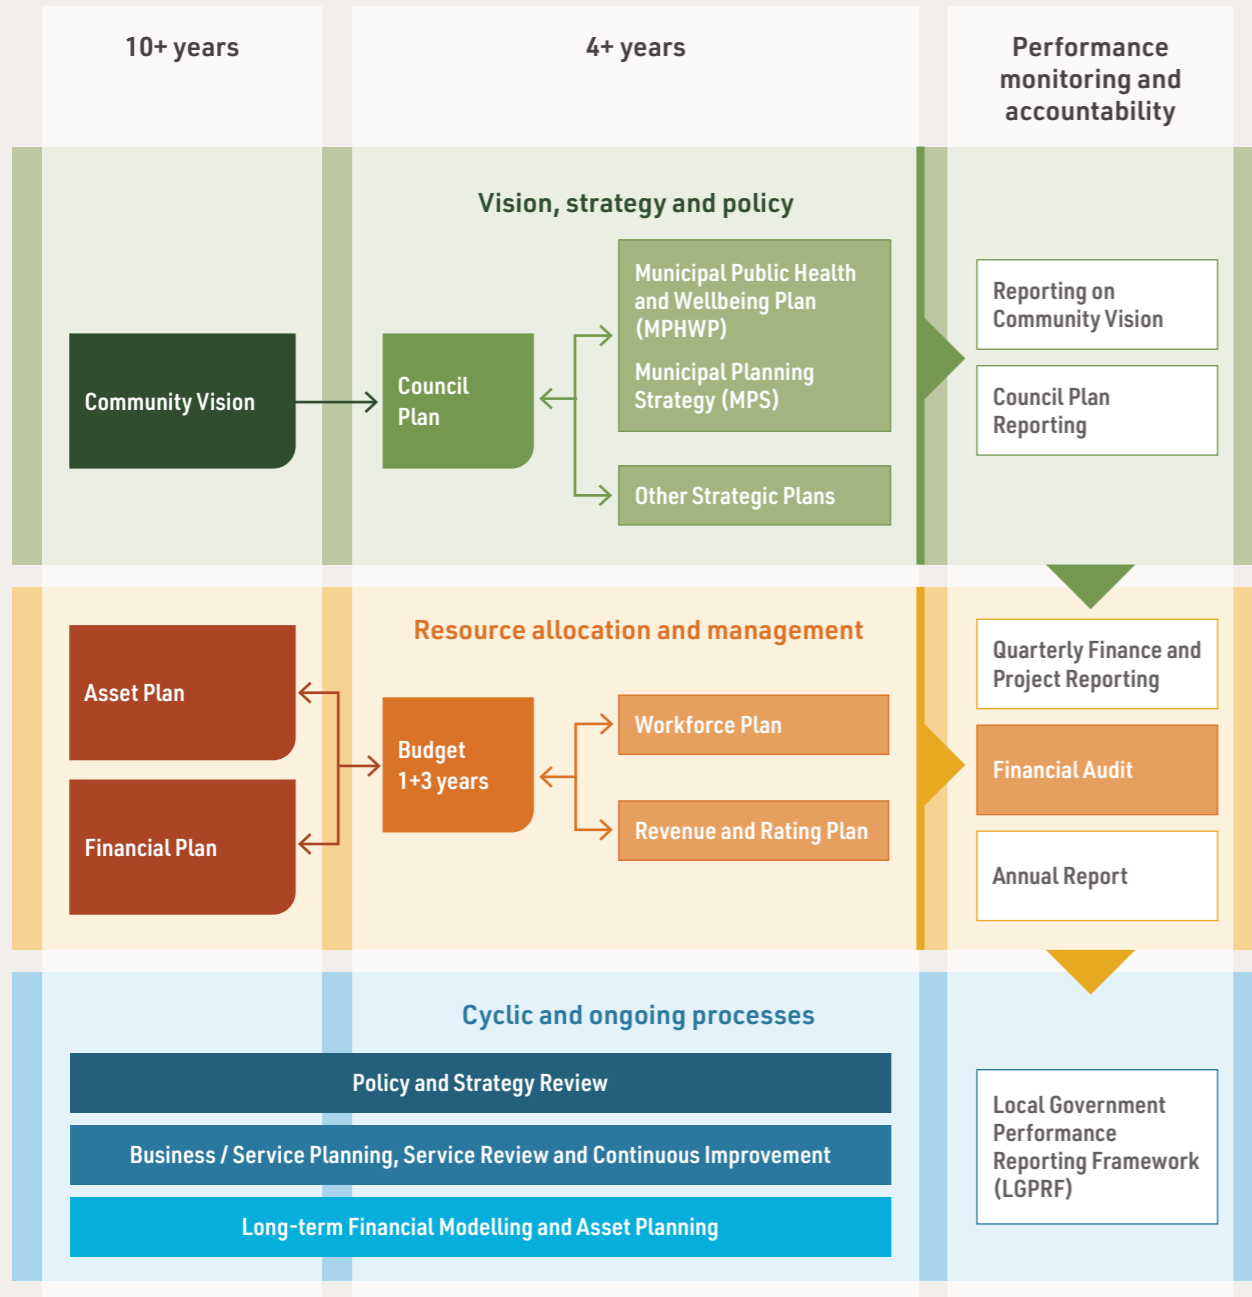 10+ years
4+ years
Performance
monitoring and
accountability
Vision, strategy and policy
Community Vision
Council
Plan
Municipal Public Health
and Wellbeing Plan
(MPHWP)
Municipal Planning
Strategy (MPS)
Other Strategic Plans
Reporting on
Community Vision
Council Plan
Reporting
Resource allocation and management
Asset Plan
Financial Plan
Budget
1+3 years
Workforce Plan
Revenue and Rating Plan
Quarterly Finance and
Project Reporting
Financial Audit
Annual Report
Cyclic and ongoing processes
Policy and Strategy Review
Business / Service Planning, Service Review and Continuous Improvement
Long-term Financial Modelling and Asset Planning
Local Government
Performance
Reporting Framework
(LGPRF)